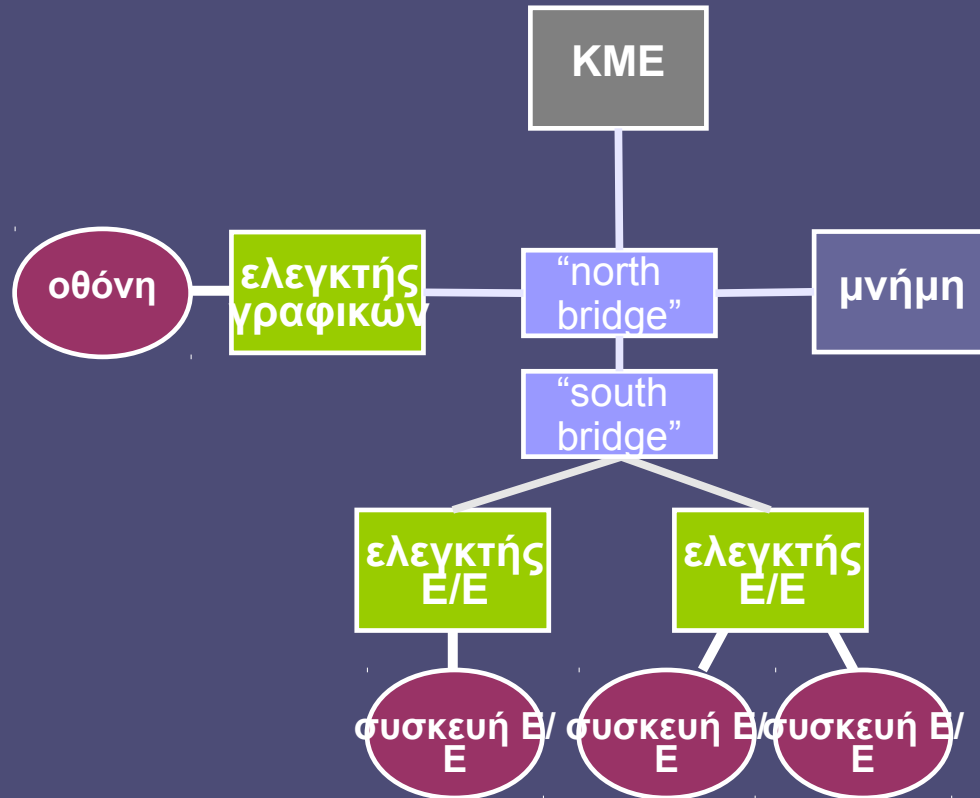 ΚΜΕ
οθόνη
ελεγκτής
γραφικών
“north
bridge”
μνήμη
“south
bridge”
ελεγκτής
Ε/Ε
ελεγκτής
Ε/Ε
συσκευή Ε/
Ε
συσκευή Ε/
Ε
συσκευή Ε/
Ε